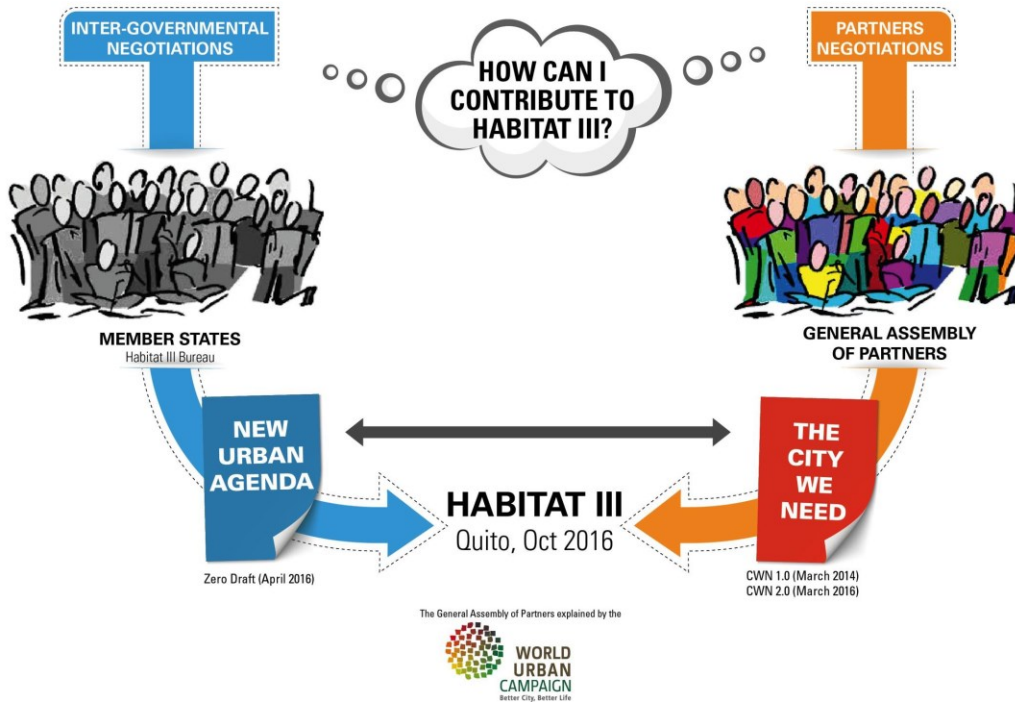 INTER-GOVERNMENTAL
NEGOTIATIONS
HOW CAN I
CONTRIBUTE TO
HABITAT III?
PARTNERS
NEGOTIATIONS
MEMBER STATES
Habitat III Bureau
GENERAL ASSEMBLY
OF PARTNERS
NEW
URBAN
AGENDA
THE
CITY
WE
NEED
HABITAT III
Quito, Oct 2016
Zero Draft (April 2016)
CWN 1.0 (March 2014)
CWN 2.0 (March 2016)
The General Assembly of Partners explained by the
WORLD
URBAN
CAMPAIGN
Better City, Better Life